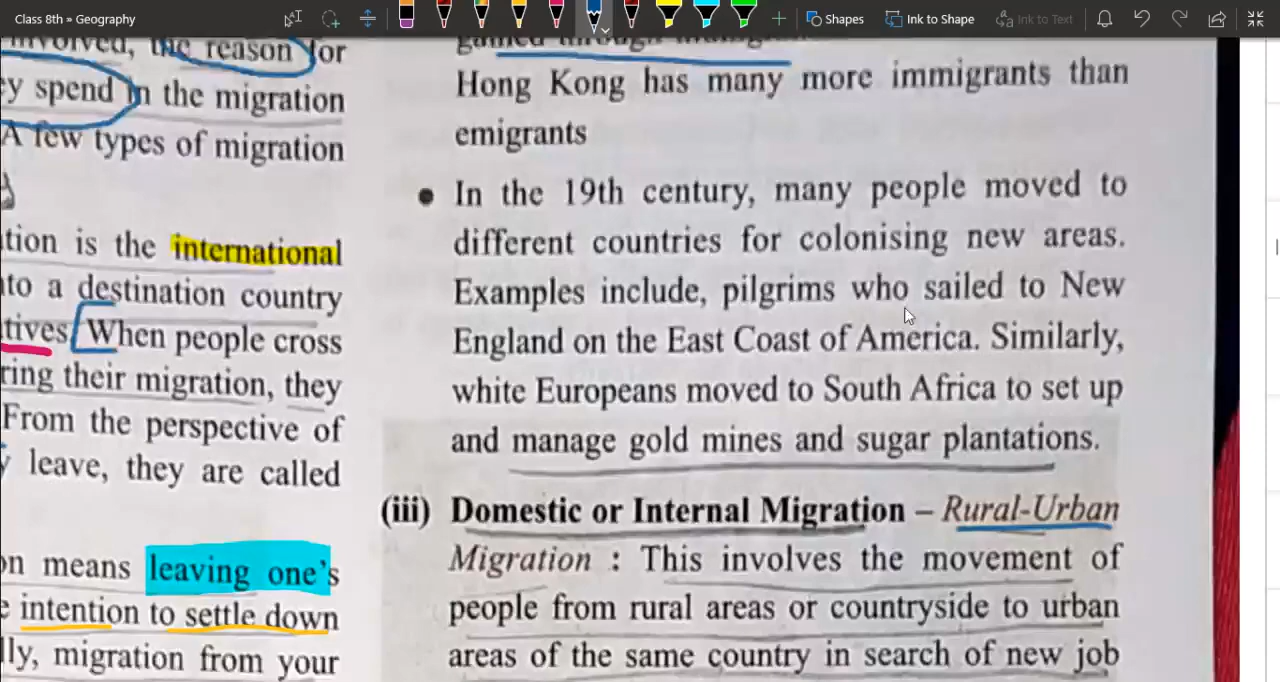 Class 8th » Geography
Shapes
Ink to Shape
Ink to Text
involved, the reason for
ey spend in the migration
A few types of migration
tion is the international
nto a destination country
tives. When people cross
ring their migration, they
From the perspective of
y leave, they are called
on means leaving one's
e intention to settle down
lly, migration from your
gained through
Hong Kong has many more immigrants than
emigrants
• In the 19th century, many people moved to
different countries for colonising new areas.
Examples include, pilgrims who sailed to New
England on the East Coast of America. Similarly,
white Europeans moved to South Africa to set up
and manage gold mines and sugar plantations.
(iii) Domestic or Internal Migration – Rural-Urban
Migration : This involves the movement of
people from rural areas or countryside to urban
areas of the same country in search of new job